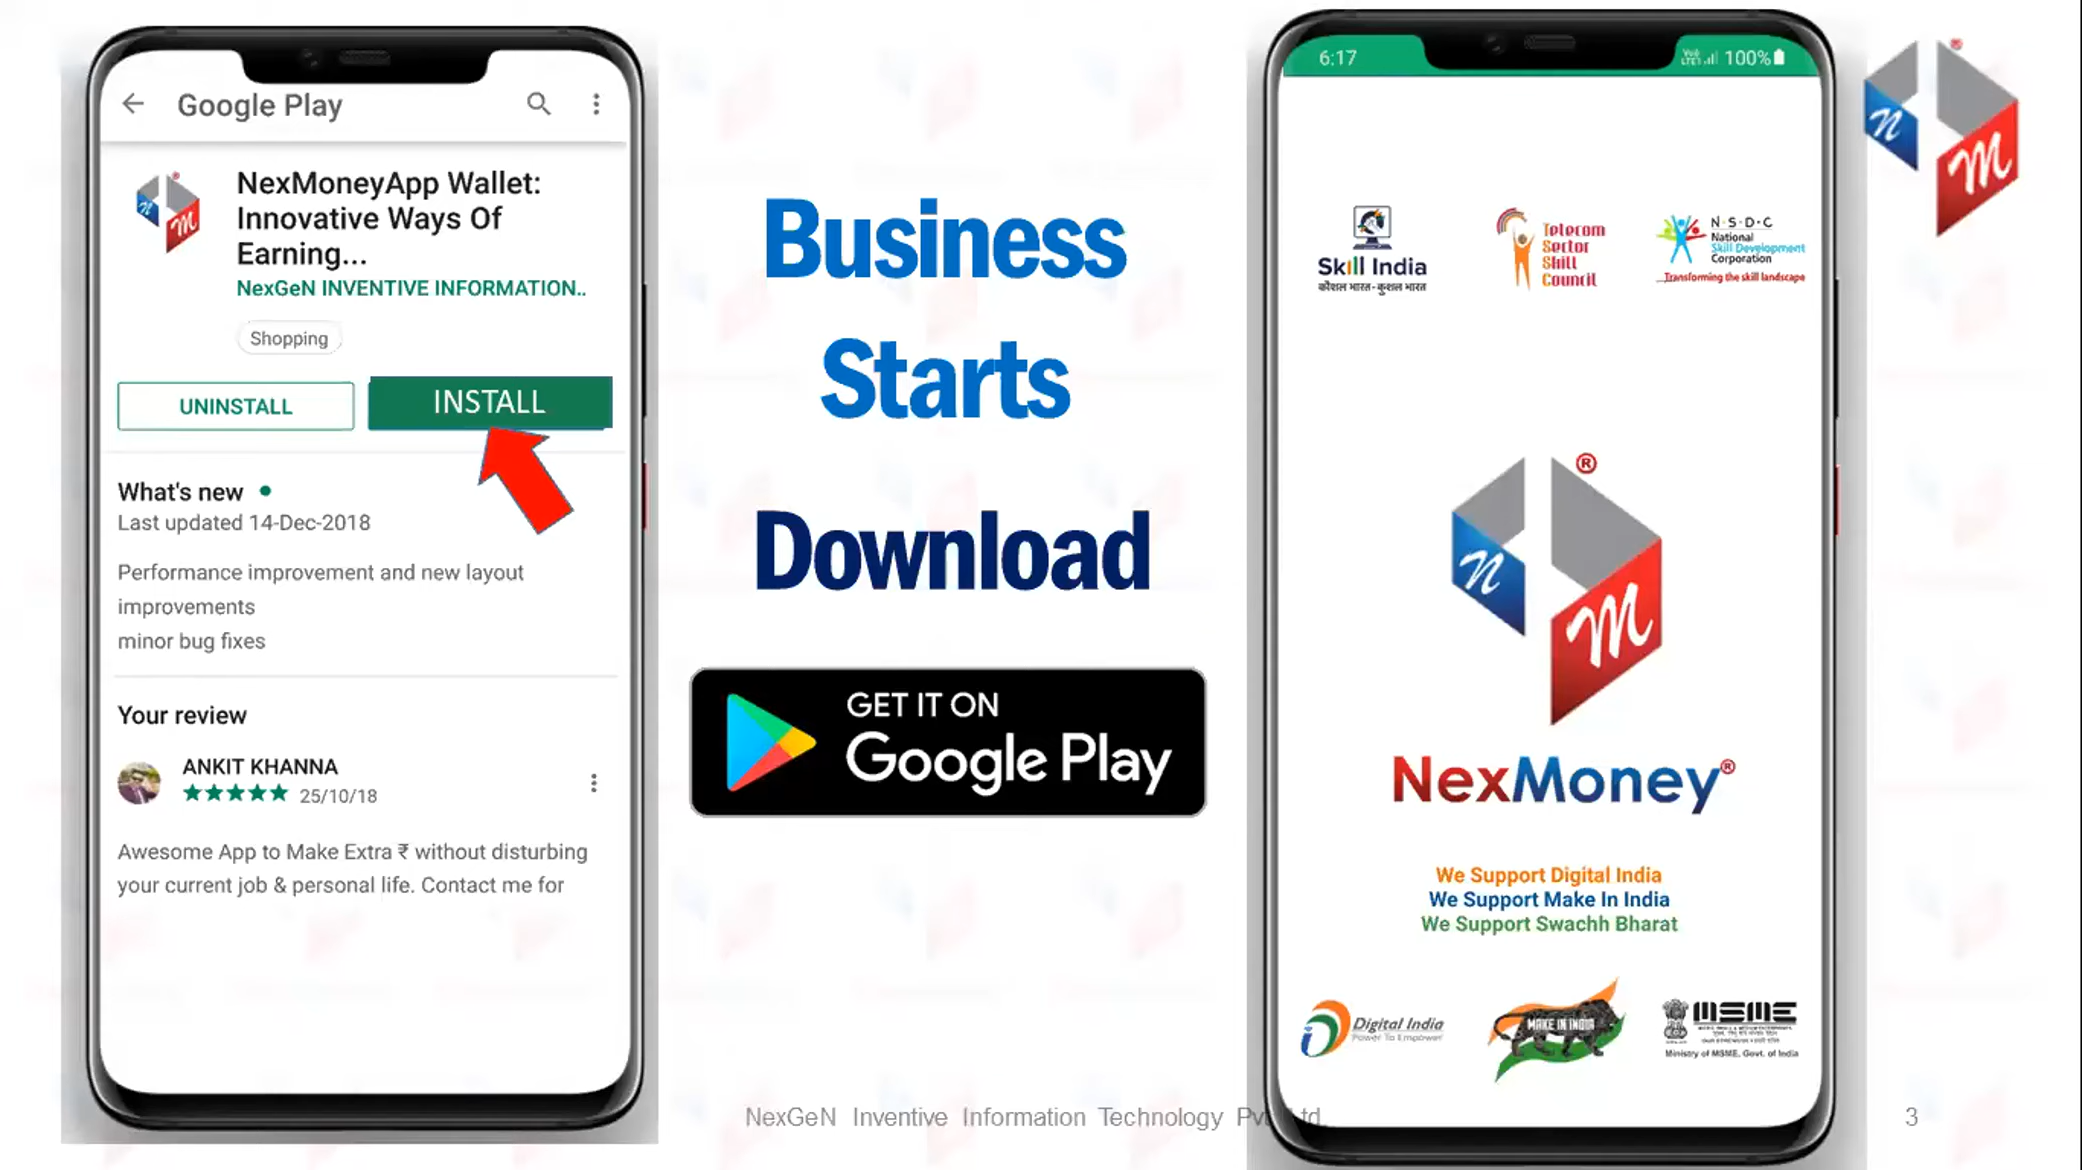 Google Play
NexMoneyApp Wallet:
Innovative Ways Of
Earning...
NexGeN INVENTIVE INFORMATION..
Shopping
UNINSTALL
INSTALL
What's new
Last updated 14-Dec-2018
Performance improvement and new layout
improvements
minor bug fixes
Your review
ANKIT KHANNA
25/10/18
Awesome App to Make Extra ₹ without disturbing
your current job & personal life. Contact me for
Business
Starts
Download
GET IT ON
Google Play
6:17
100%
Skill India
कौशल भारत-कुशल भारत
Telecom
Sector
Skill
Council
N·S·D·C
National
Skill Development
Corporation
Transforming the skill landscape
n
m
®
NexMoney®
We Support Digital India
We Support Make In India
We Support Swachh Bharat
Digital India
Power To Empower
MAKE IN INDIA
MSME
Ministry of MSME, Govt. of India
NexGeN Inventive Information Technology Pvt. Ltd.
3